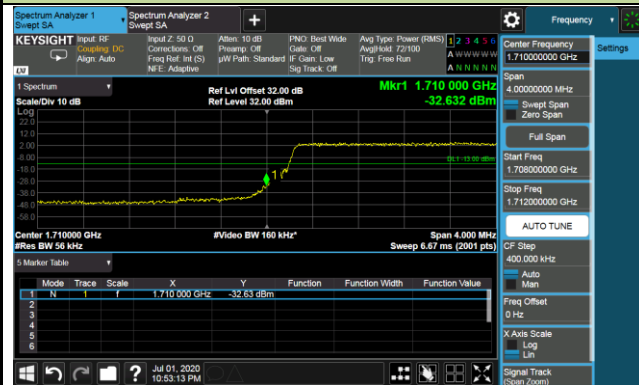 Spectrum Analyzer 1
Swept SA
Spectrum Analyzer 2
Swept SA
+
Frequency
KEYSIGHT
LXI
Input: RF
Coupling: DC
Align: Auto
Input Z: 50 Ω
Corrections: Off
Freq Ref: Int (S)
NFE: Adaptive
Atten: 10 dB
Preamp: Off
µW Path: Standard
PNO: Best Wide
Gate: Off
IF Gain: Low
Sig Track: Off
Avg Type: Power (RMS)
Avg|Hold: 72/100
Trig: Free Run
1 2 3 4 5 6
A W W W W W
A N N N N N
1 Spectrum
Scale/Div 10 dB
Log
Ref Lvl Offset 32.00 dB
Ref Level 32.00 dBm
Mkr1 1.710 000 GHz
-32.632 dBm
22.0
12.0
2.00
-8.00
-18.0
-28.0
-38.0
-48.0
-58.0
DL1 -13.00 dBm
1
Center 1.710000 GHz
#Res BW 56 kHz
#Video BW 160 kHz*
Span 4.000 MHz
Sweep 6.67 ms (2001 pts)
5 Marker Table
Mode Trace Scale X Y Function Function Width Function Value
1 N 1 f 1.710 000 GHz -32.63 dBm
2
3
4
5
6
Jul 01, 2020
10:53:13 PM
Center Frequency
1.710000000 GHz
Settings
Span
4.00000000 MHz
Swept Span
Zero Span
Full Span
Start Freq
1.708000000 GHz
Stop Freq
1.712000000 GHz
AUTO TUNE
CF Step
400.000 kHz
Auto
Man
Freq Offset
0 Hz
X Axis Scale
Log
Lin
Signal Track
(Span Zoom)